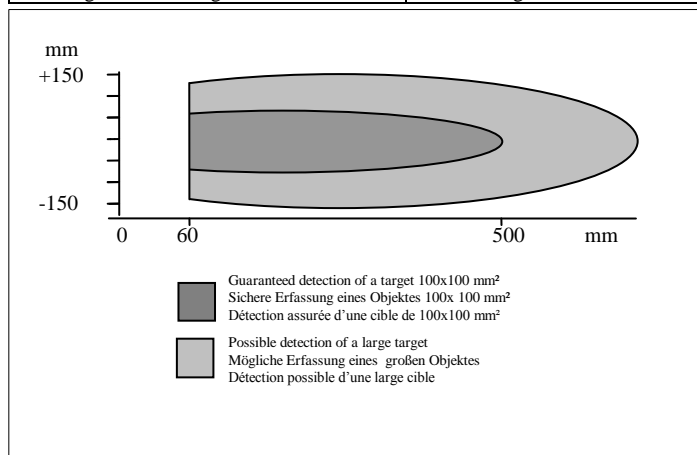 mm
+150
-150
0 60 500 mm
Guaranteed detection of a target 100x100 mm²
Sichere Erfassung eines Objektes 100x 100 mm²
Détection assurée d’une cible de 100x100 mm²
Possible detection of a large target
Mögliche Erfassung eines großen Objektes
Détection possible d’une large cible